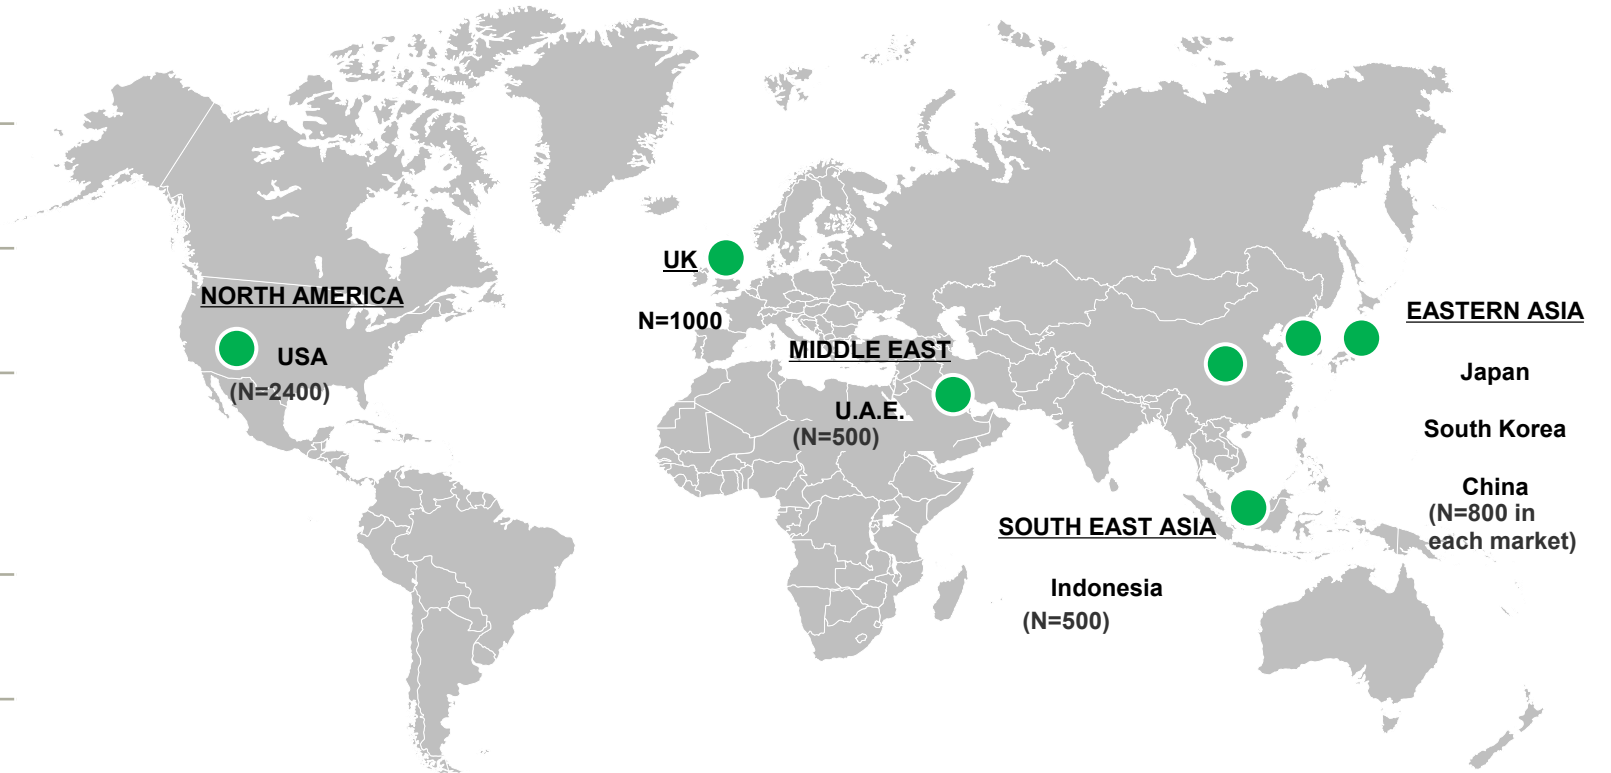 NORTH AMERICA
USA
(N=2400)
UK
N=1000
MIDDLE EAST
U.A.E.
(N=500)
SOUTH EAST ASIA
Indonesia
(N=500)
EASTERN ASIA
Japan
South Korea
China
(N=800 in
each market)